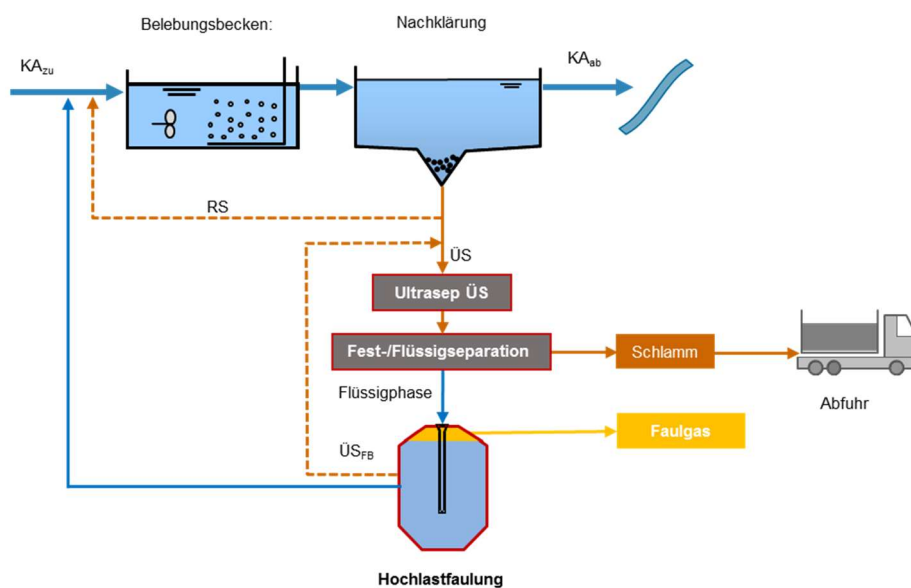 Belebungsbecken:
Nachklärung
KAzu
KAab
RS
ÜS
Ultrasep ÜS
Fest-/Flüssigseparation
Schlamm
Flüssigphase
Abfuhr
Faulgas
ÜSFB
Hochlastfaulung